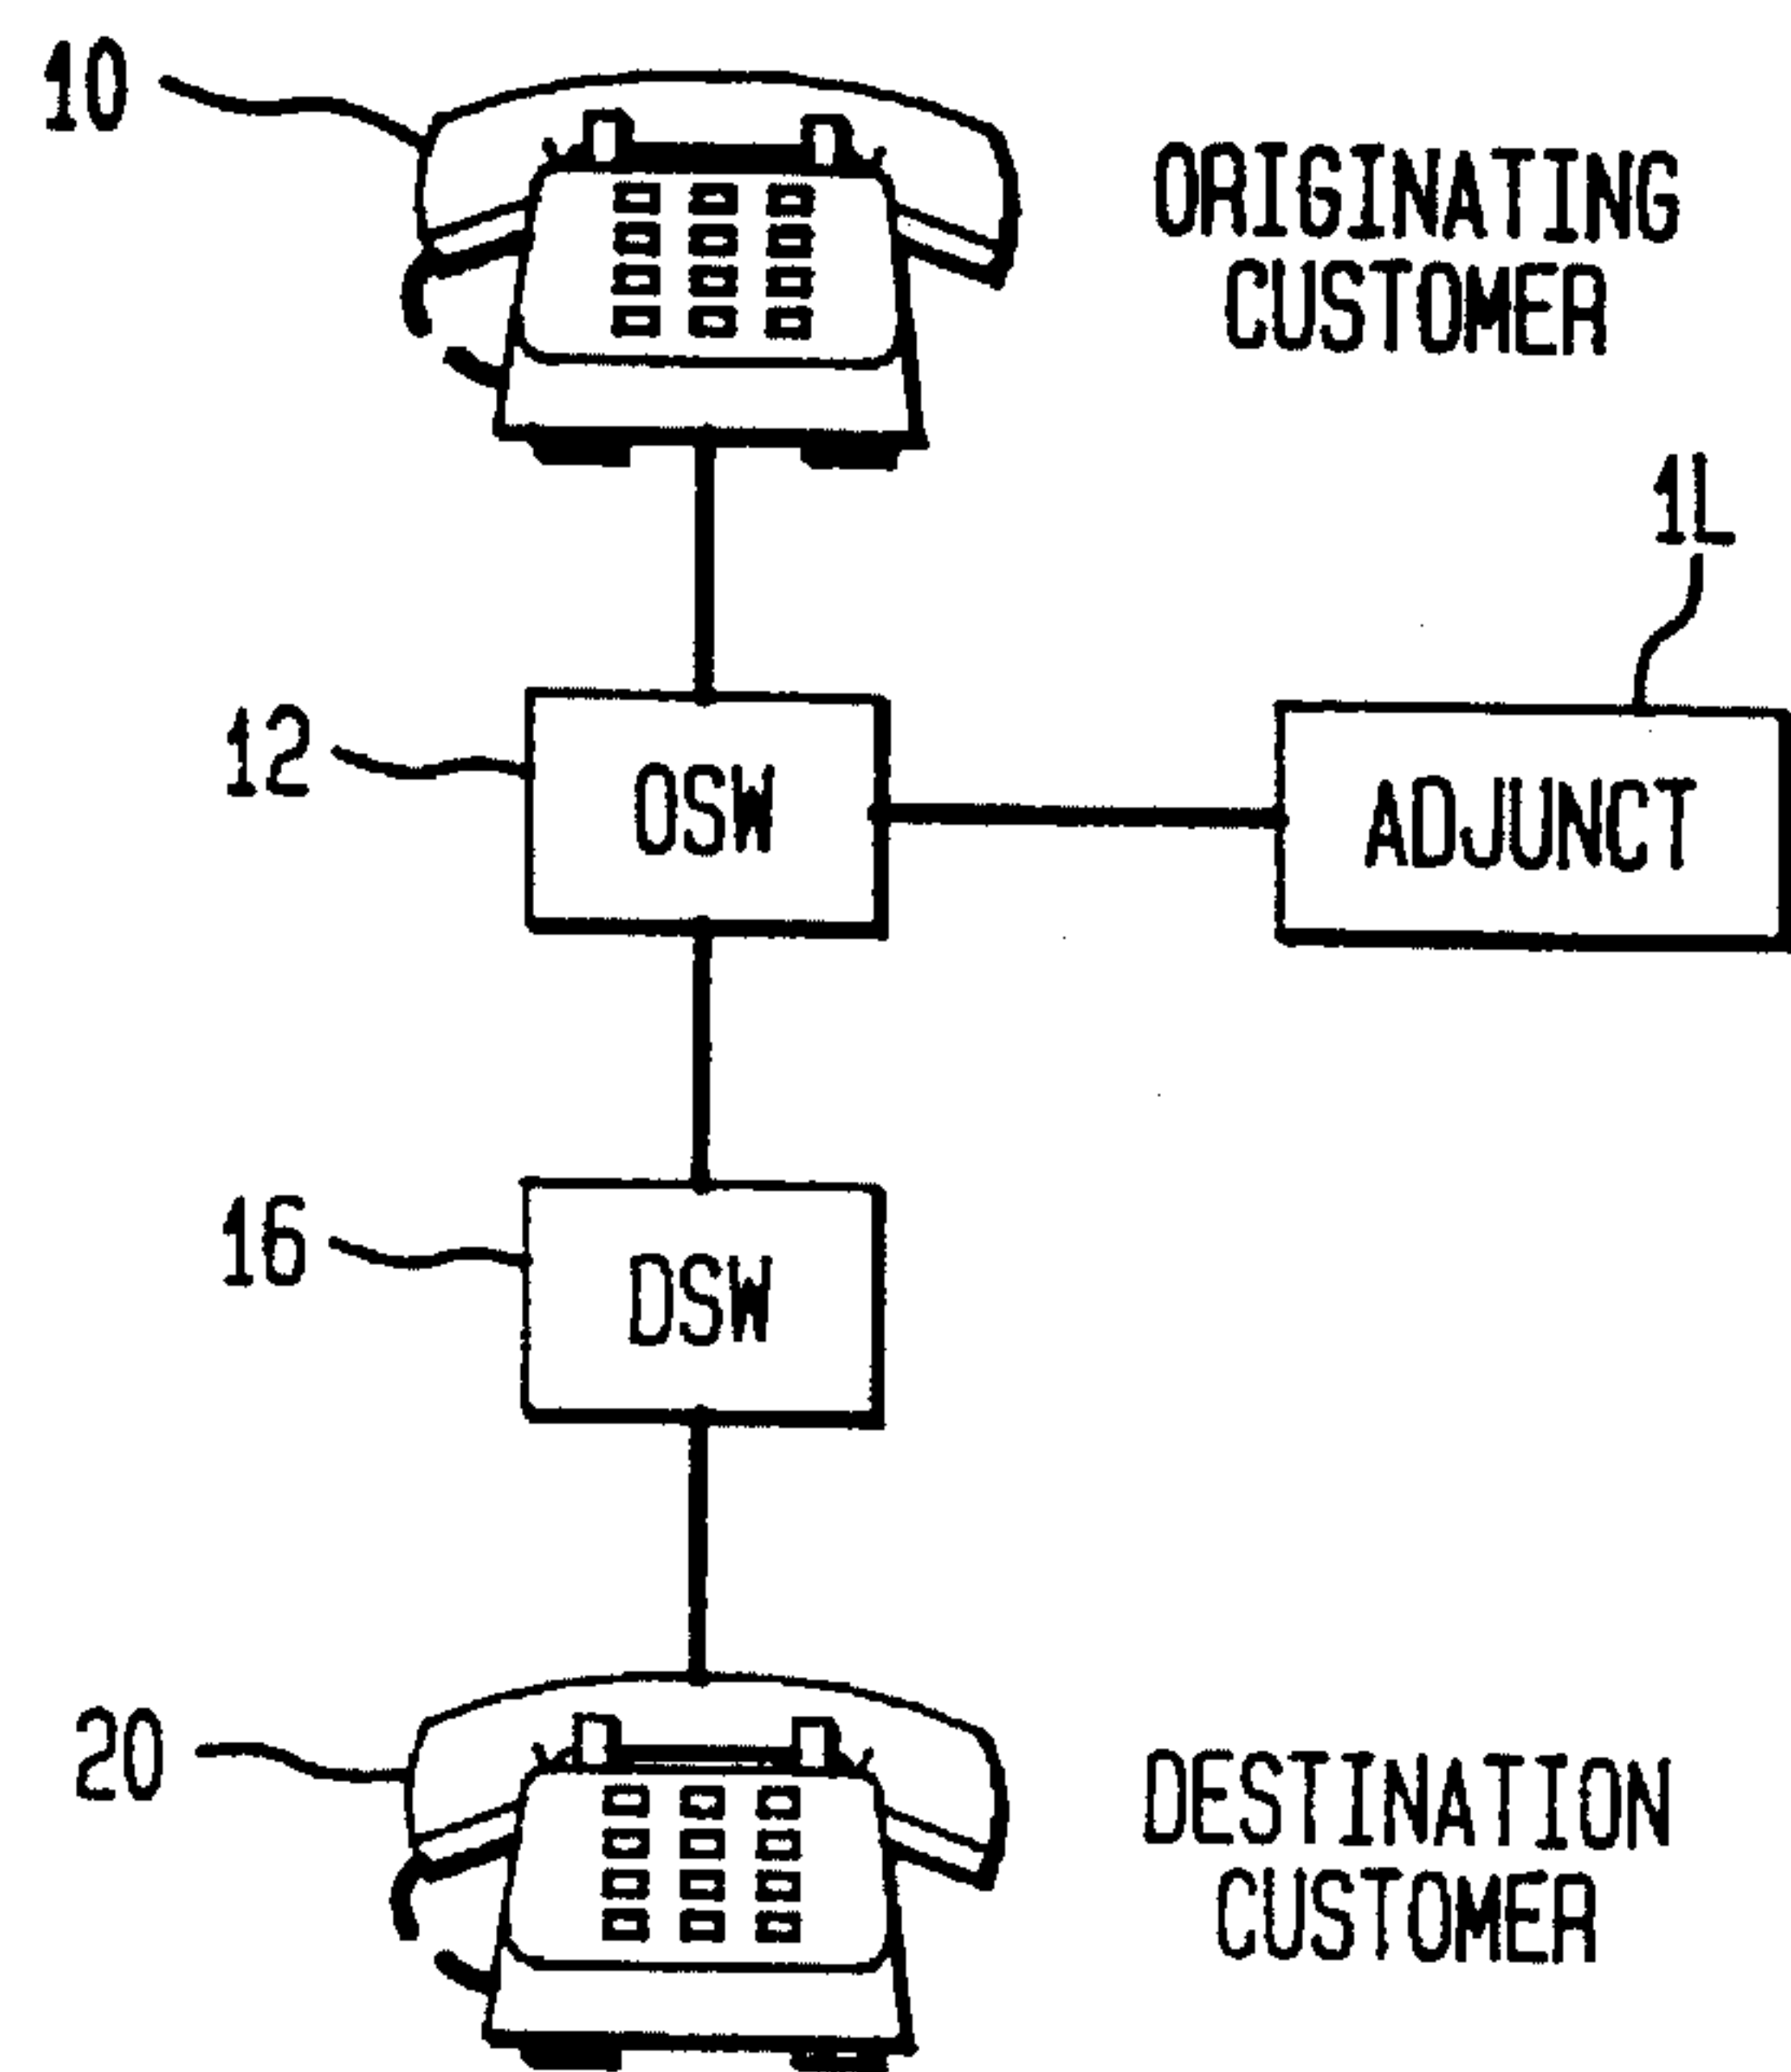 10
ORIGINATING
CUSTOMER
1L
12
OSW
ADJUNCT
16
DSW
20
DESTINATION
CUSTOMER